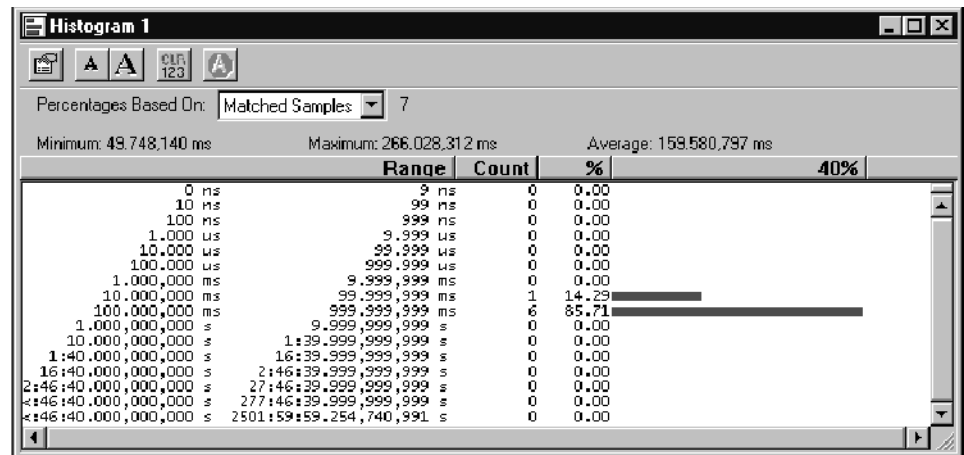 Histogram 1
A A CLR 123 A
Percentages Based On: Matched Samples 7
Minimum: 49.748,140 ms Maximum: 266.028,312 ms Average: 159.580,797 ms
Range Count % 40%
0 ns 9 ns 0 0.00
10 ns 99 ns 0 0.00
100 ns 999 ns 0 0.00
1.000 us 9.999 us 0 0.00
10.000 us 99.999 us 0 0.00
100.000 us 999.999 us 0 0.00
1.000,000 ms 9.999,999 ms 0 0.00
10.000,000 ms 99.999,999 ms 1 14.29
100.000,000 ms 999.999,999 ms 6 85.71
1.000,000,000 s 9.999,999,999 s 0 0.00
10.000,000,000 s 1:39.999,999,999 s 0 0.00
1:40.000,000,000 s 16:39.999,999,999 s 0 0.00
16:40.000,000,000 s 2:46:39.999,999,999 s 0 0.00
2:46:40.000,000,000 s 27:46:39.999,999,999 s 0 0.00
<:46:40.000,000,000 s 277:46:39.999,999,999 s 0 0.00
<:46:40.000,000,000 s 2501:59:59.254,740,991 s 0 0.00